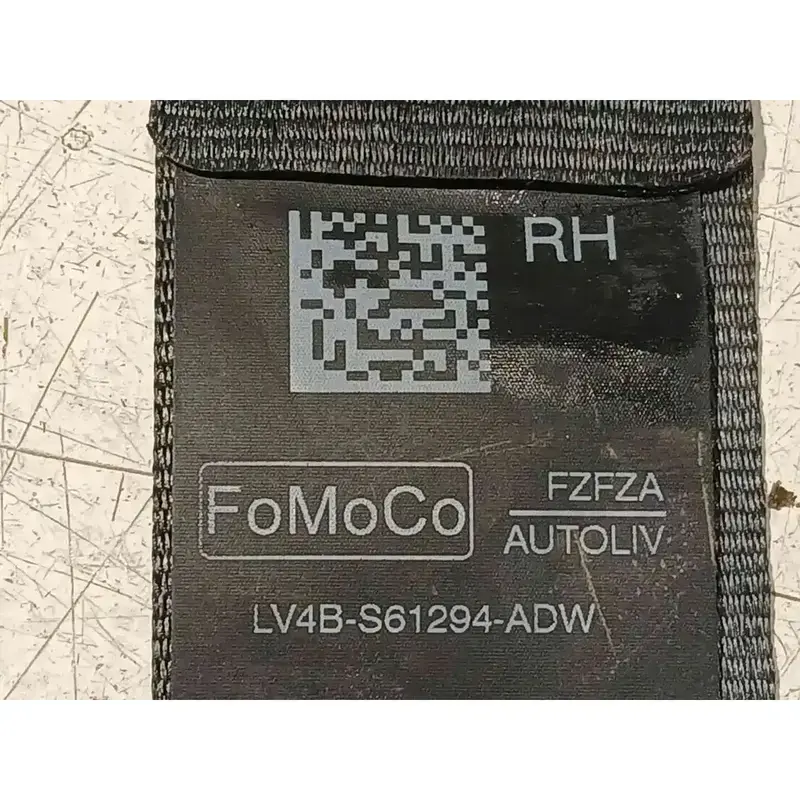 RH
FoMoCo
FZFZA
AUTOLIV
LV4B-S61294-ADW